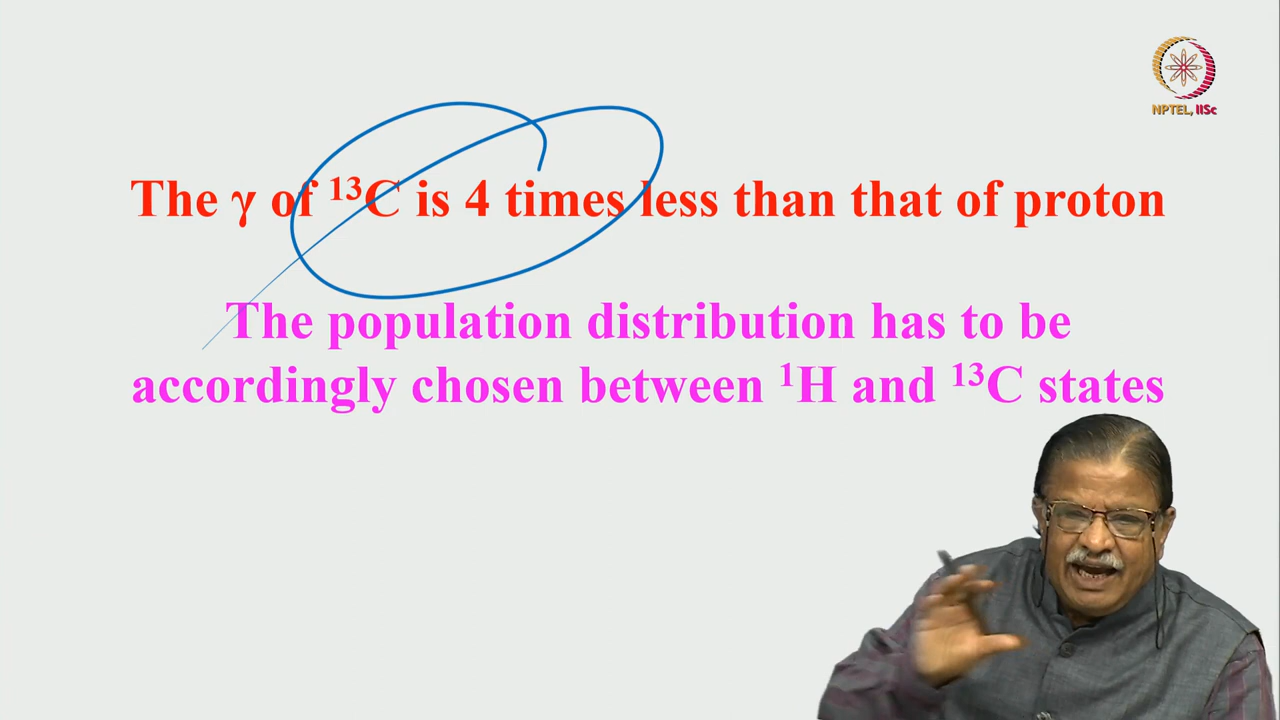 NPTEL, IISc
The γ of ¹³C is 4 times less than that of proton
The population distribution has to be
accordingly chosen between ¹H and ¹³C states